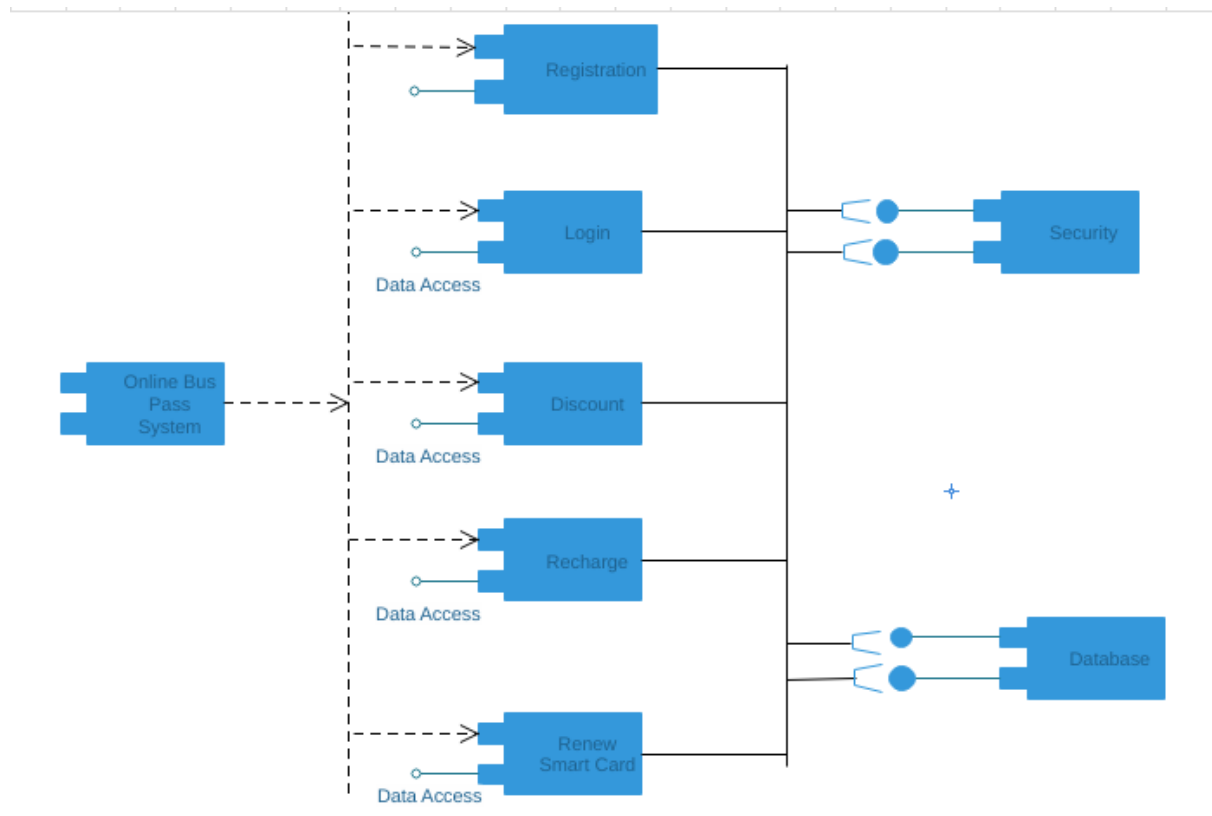 Registration
Login
Security
Data Access
Online Bus
Pass
System
Discount
Data Access
Recharge
Data Access
Database
Renew
Smart Card
Data Access